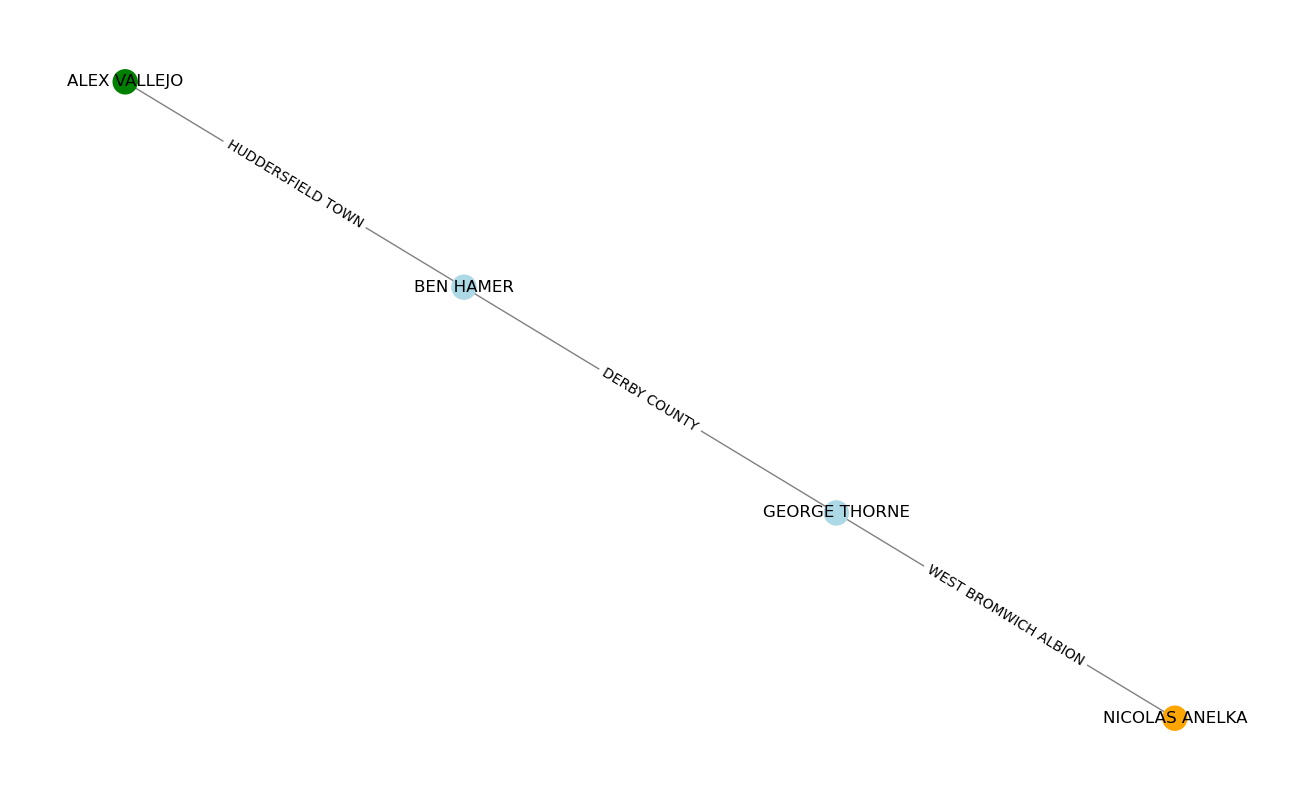 ALEX VALLEJO
HUDDERSFIELD TOWN
BEN HAMER
DERBY COUNTY
GEORGE THORNE
WEST BROMWICH ALBION
NICOLAS ANELKA